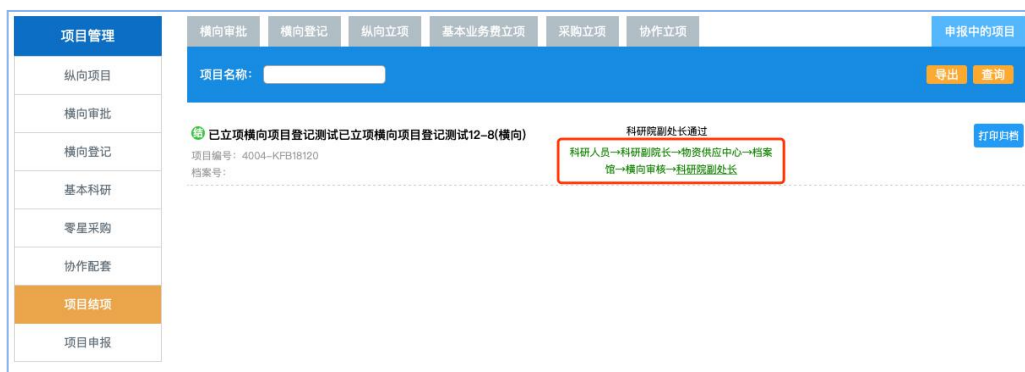 项目管理
纵向项目
横向审批
横向登记
基本科研
零星采购
协作配套
项目结项
项目申报
横向审批 横向登记 纵向立项 基本业务费立项 采购立项 协作立项 申报中的项目
项目名称： 导出 查询
结 已立项横向项目登记测试已立项横向项目登记测试12-8(横向)
项目编号：4004-KFB18120
档案号：
科研院副处长通过
科研人员→科研副院长→物资供应中心→档案
馆→横向审核→科研院副处长
打印归档